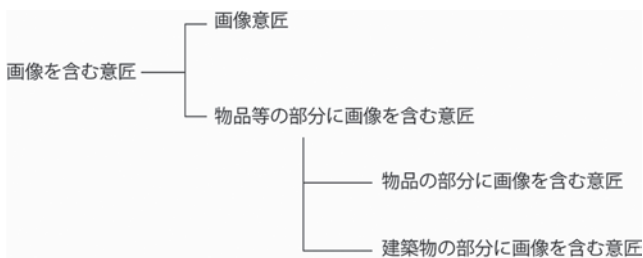 画像意匠
画像を含む意匠
物品等の部分に画像を含む意匠
物品の部分に画像を含む意匠
建築物の部分に画像を含む意匠